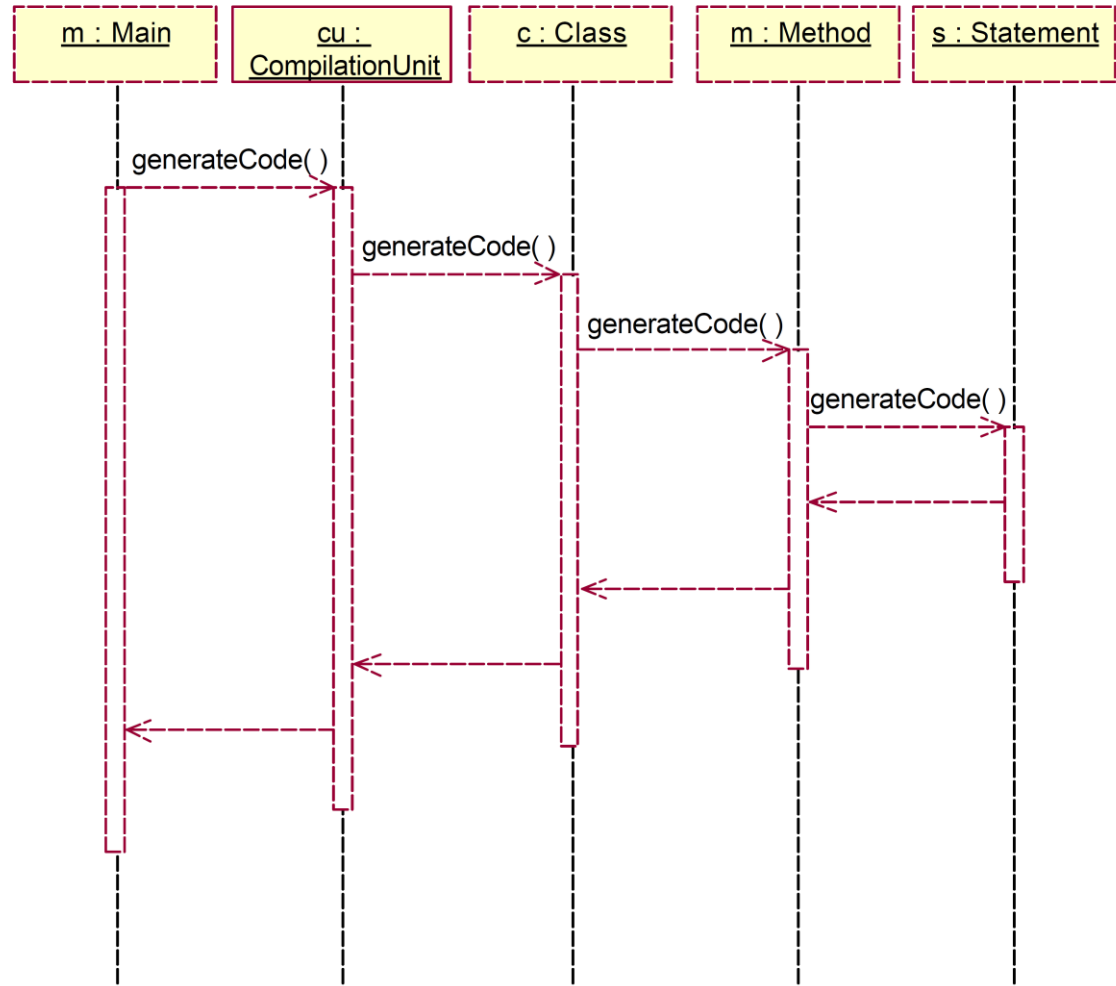 m : Main
cu :
CompilationUnit
c : Class
m : Method
s : Statement
generateCode( )
generateCode( )
generateCode( )
generateCode( )